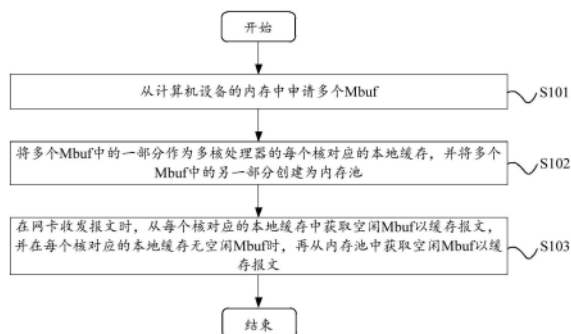 开始
从计算机设备的内存中申请多个Mbuf
S101
将多个Mbuf中的一部分作为多核处理器的每个核对应的本地缓存，并将多个
Mbuf中的另一部分创建为内存池
S102
在网卡收发报文时，从每个核对应的本地缓存中获取空闲Mbuf以缓存报文，
并在每个核对应的本地缓存无空闲Mbuf时，再从内存池中获取空闲Mbuf以缓
存报文
S103
结束